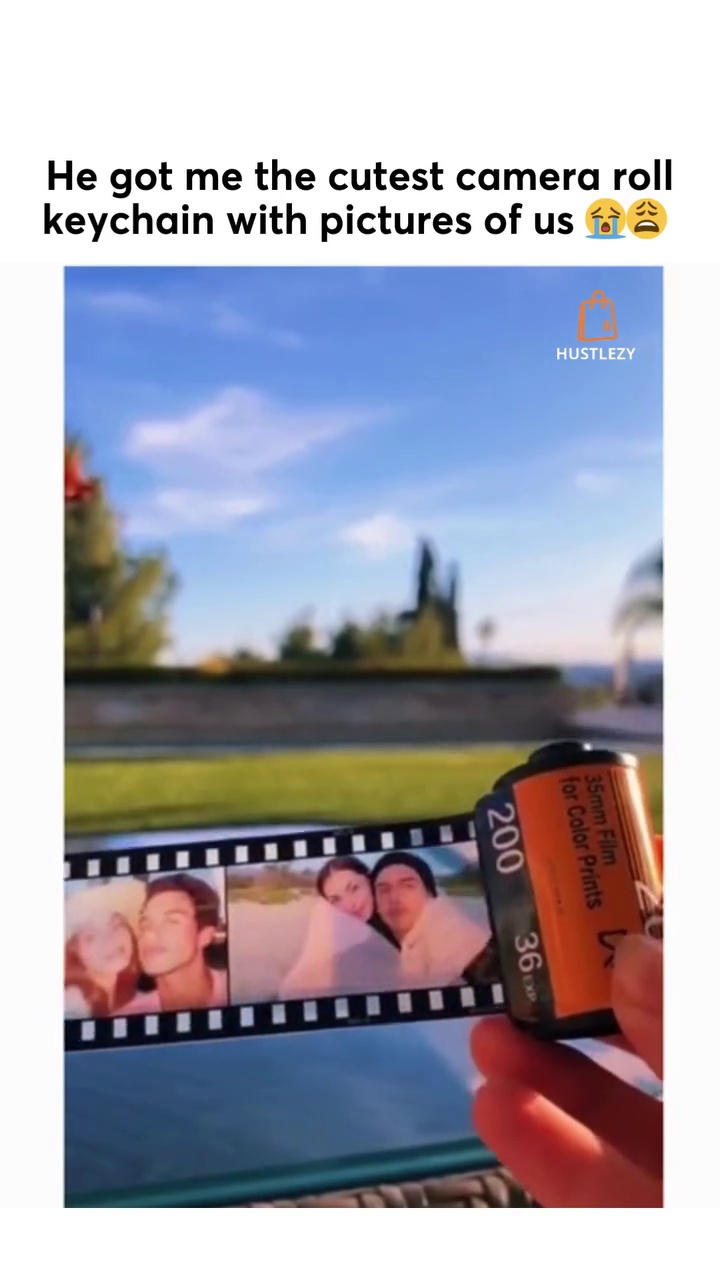 He got me the cutest camera roll
keychain with pictures of us 😭😩
HUSTLEZY
35mm Film
for Color Prints
200
36 EXP